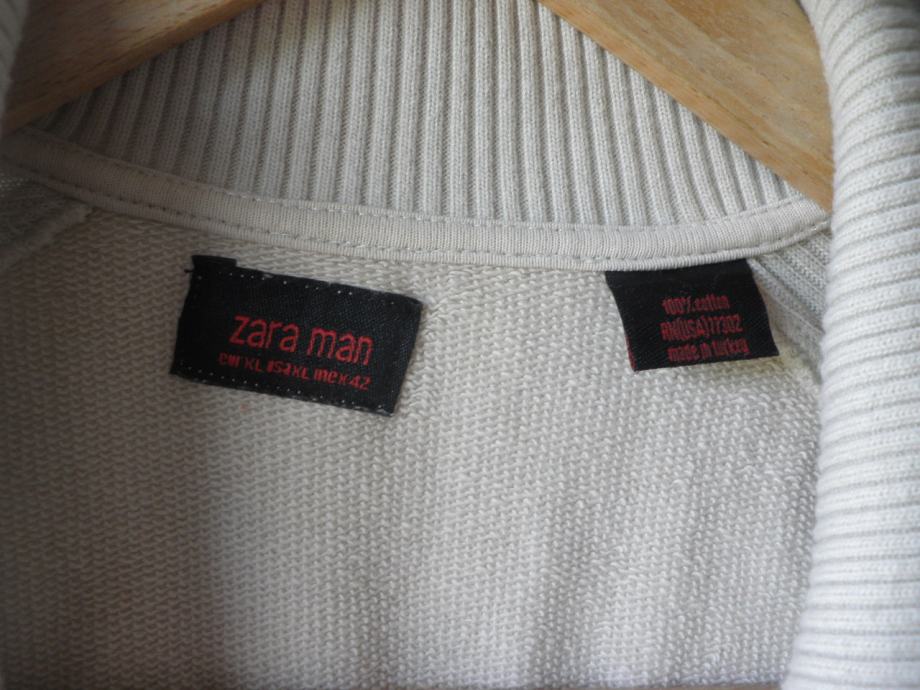 zara man
eur XL usa XL mex 42
100% cotton
RN(USA)77302
made in turkey